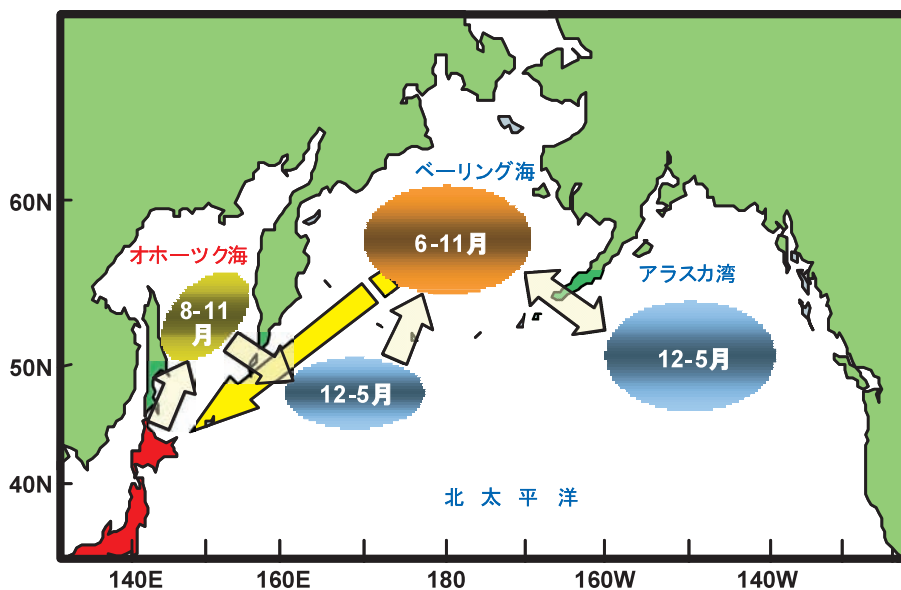 ベーリング海
60N
6-11月
オホーツク海
アラスカ湾
8-11
月
50N
12-5月
12-5月
40N
北太平洋
140E
160E
180
160W
140W